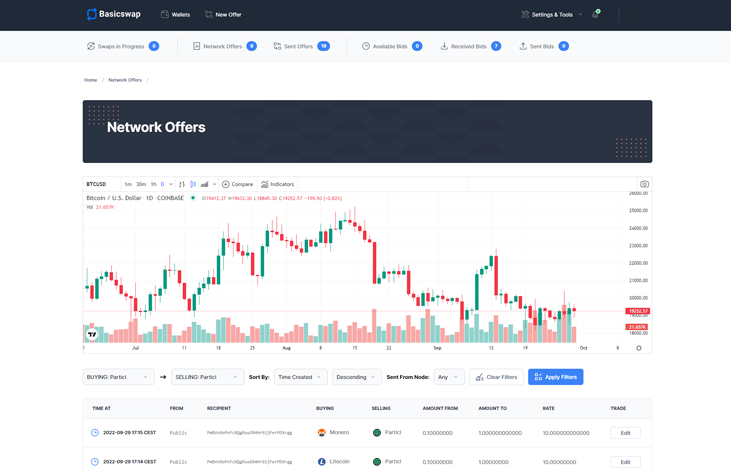 Basicswap Wallets New Offer Settings & Tools
Swaps in Progress 0 Network Offers 8 Sent Offers 19 Available Bids 0 Received Bids 7 Sent Bids 0
Home / Network Offers /
Network Offers
BTCUSD 1m 30m 1h D Compare Indicators
Bitcoin / U.S. Dollar · 1D · COINBASE O19412.37 H19633.30 L18845.30 C19252.57 −159.50 (−0.82%)
Vol 21.657K
26000.00
25000.00
24000.00
23000.00
22000.00
21000.00
20000.00
19252.57
19000.00
21.657K
18000.00
Jul 11 18 25 Aug 8 15 22 Sep 12 19 Oct 8
BUYING: Particl SELLING: Particl Sort By: Time Created Descending Sent From Node: Any Clear Filters Apply Filters
TIME AT FROM RECIPIENT BUYING SELLING AMOUNT FROM AMOUNT TO RATE TRADE
2022-09-29 17:15 CEST Public Monero Particl 0.10000000 1.000000000000 10.000000000000 Edit
2022-09-29 17:14 CEST Public Litecoin Particl 0.10000000 1.00000000 10.00000000 Edit